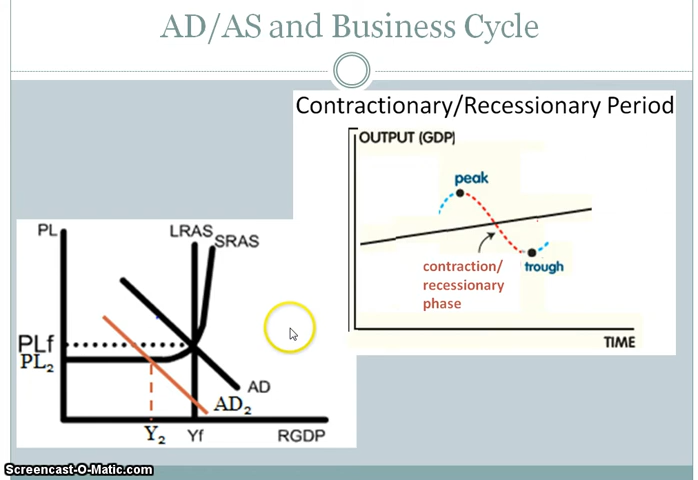 AD/AS and Business Cycle
Contractionary/Recessionary Period
OUTPUT (GDP)
peak
contraction/
recessionary
phase
trough
TIME
PL
LRAS
SRAS
PLf
PL2
AD
AD2
Y2
Yf
RGDP
Screencast-O-Matic.com